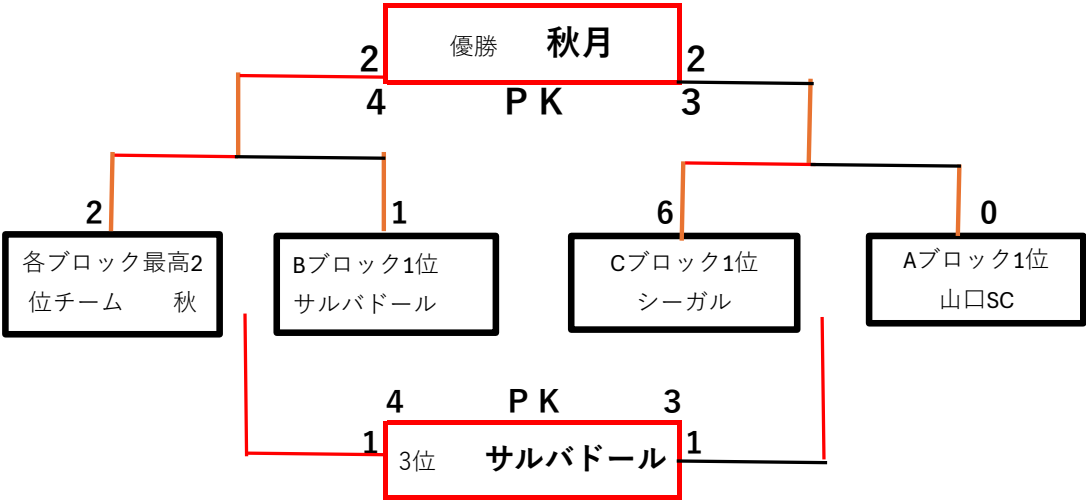 優勝 秋月
2 2
4 ＰＫ 3
2 1 6 0
各ブロック最高2
位チーム 秋
Bブロック1位
サルバドール
Cブロック1位
シーガル
Aブロック1位
山口SC
4 ＰＫ 3
1 3位 サルバドール 1